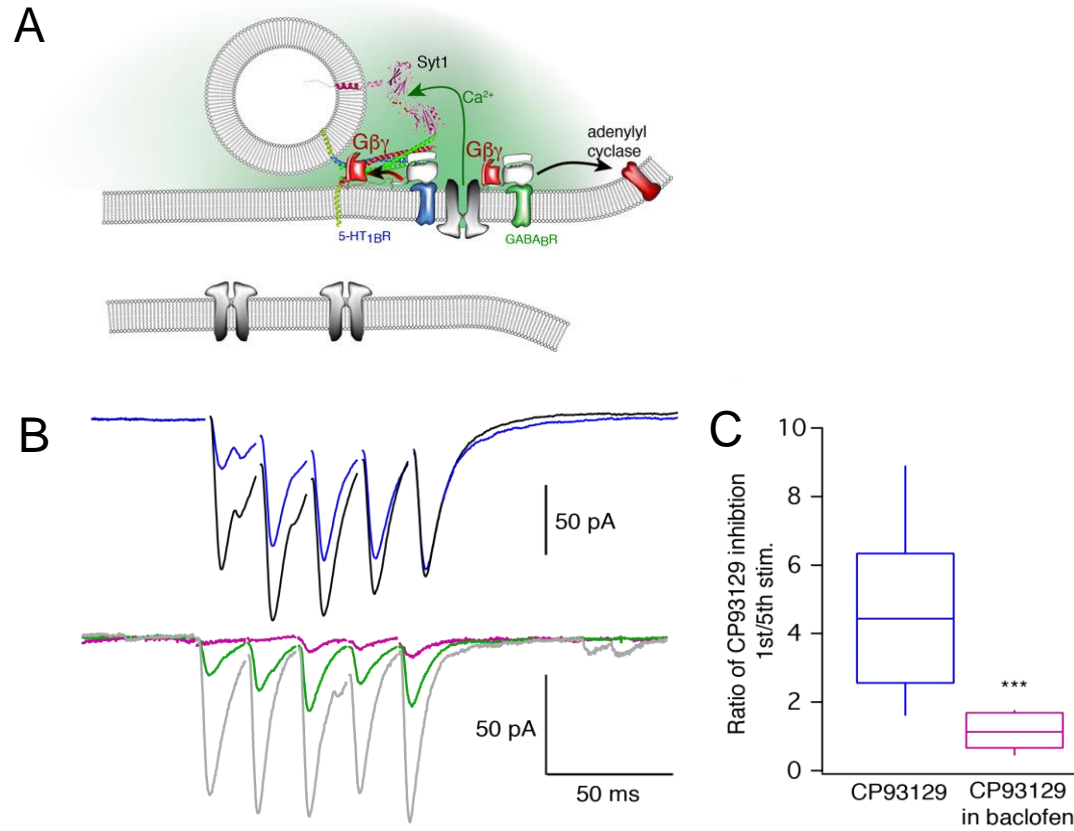 A
Syt1
Ca²⁺
Gβγ
Gβγ
adenylyl
cyclase
5-HT1BR
GABABR
B
50 pA
50 pA
50 ms
C
Ratio of CP93129 inhibtion
1st/5th stim.
10
8
6
4
2
0
***
CP93129
CP93129
in baclofen